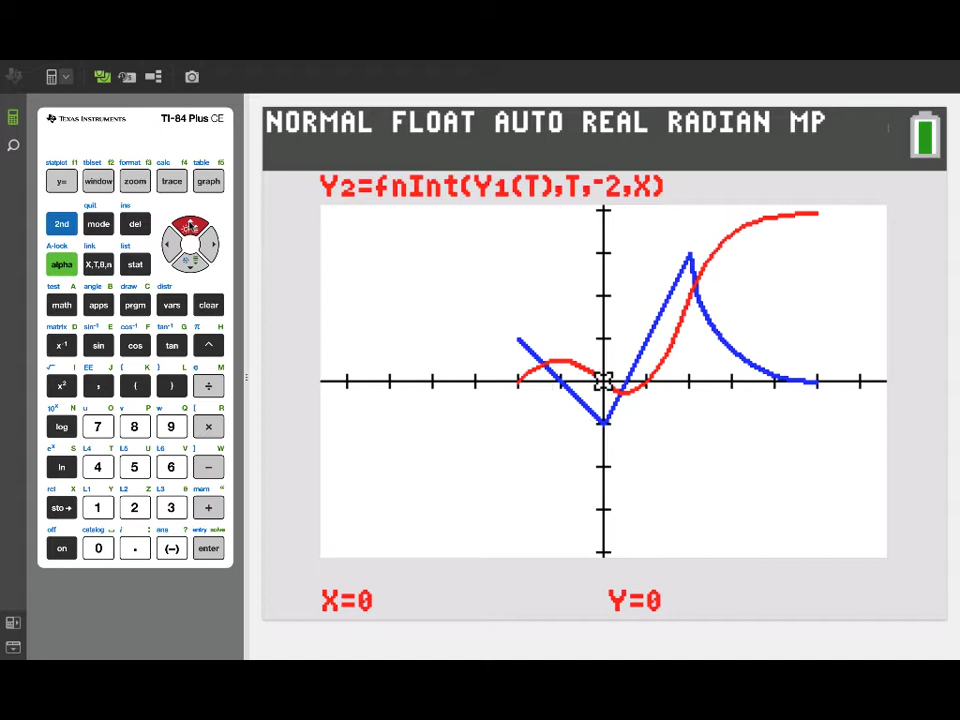 TEXAS INSTRUMENTS TI-84 Plus CE
NORMAL FLOAT AUTO REAL RADIAN MP
Y2=fnInt(Y1(T),T,-2,X)
statplot f1 tblset f2 format f3 calc f4 table f5
y= window zoom trace graph
quit ins
2nd mode del
A-lock link list
alpha X,T,θ,n stat
test A angle B draw C distr
math apps prgm vars clear
matrix D sin⁻¹ E cos⁻¹ F tan⁻¹ G π H
x⁻¹ sin cos tan ^
√ I EE J { K } L e M
x² , ( ) ÷
10ˣ N u O v P w Q [ R
log 7 8 9 ×
eˣ S L4 T L5 U L6 V ] W
ln 4 5 6 −
rcl X L1 Y L2 Z L3 θ mem "
sto→ 1 2 3 +
off catalog ⎵ i : ans ? entry solve
on 0 . (−) enter
X=0 Y=0